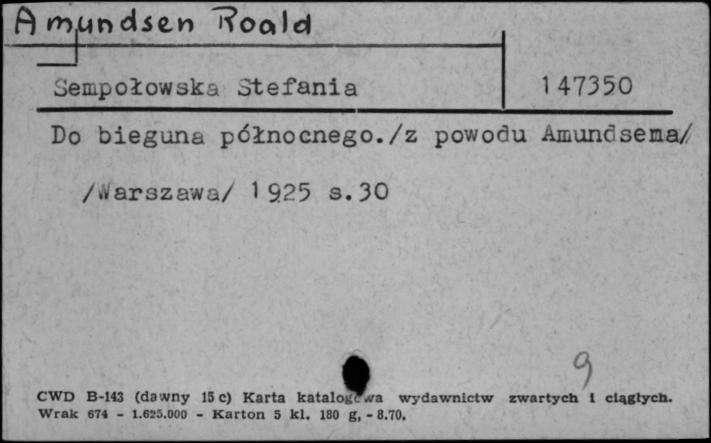 Amundsen Roald
Sempołowska Stefania 147350
Do bieguna północnego./z powodu Amundsema/
/Warszawa/ 1925 s.30
9
CWD B-143 (dawny 15 c) Karta katalogowa wydawnictw zwartych i ciągłych.
Wrak 674 - 1.625.000 - Karton 5 kl. 180 g, - 8.70.